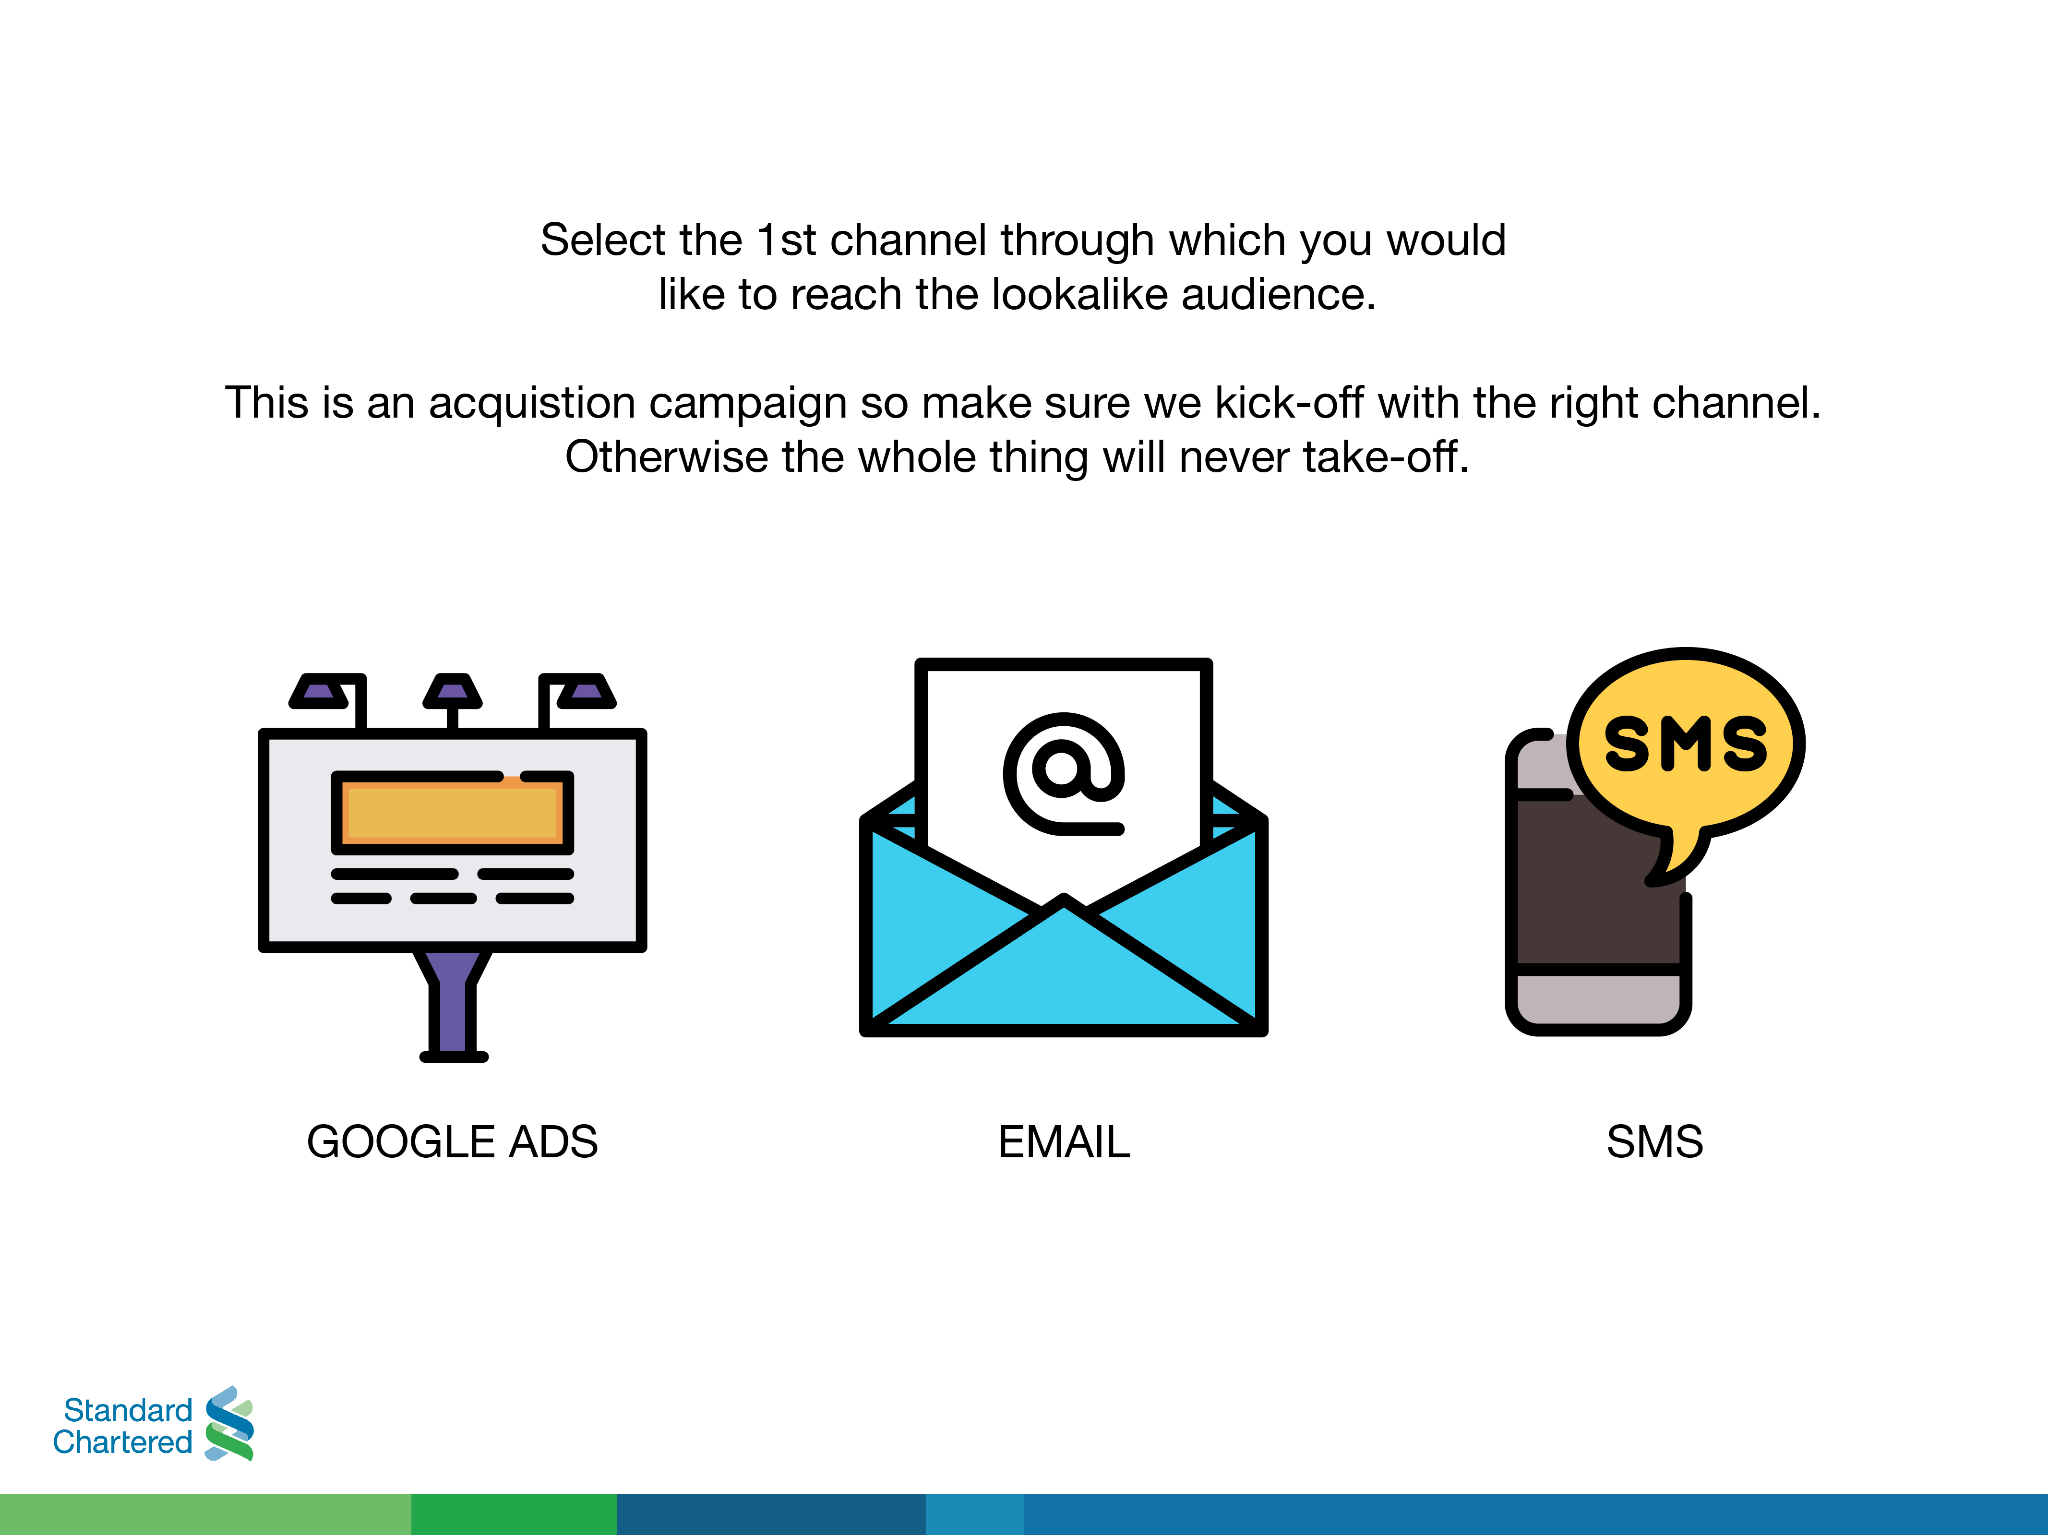 Select the 1st channel through which you would
like to reach the lookalike audience.
This is an acquistion campaign so make sure we kick-off with the right channel.
Otherwise the whole thing will never take-off.
SMS
GOOGLE ADS
EMAIL
SMS
Standard
Chartered